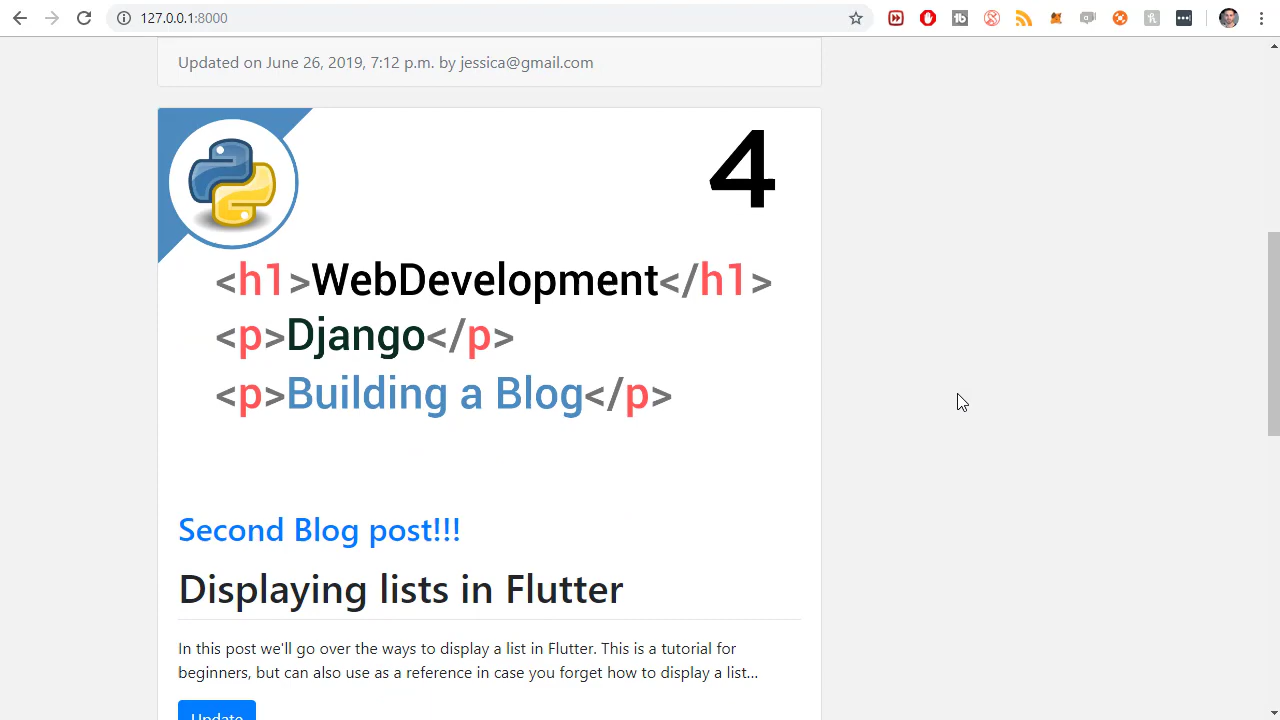 127.0.0.1:8000
Updated on June 26, 2019, 7:12 p.m. by jessica@gmail.com
4
<h1>WebDevelopment</h1>
<p>Django</p>
<p>Building a Blog</p>
Second Blog post!!!
Displaying lists in Flutter
In this post we'll go over the ways to display a list in Flutter. This is a tutorial for
beginners, but can also use as a reference in case you forget how to display a list...
Update